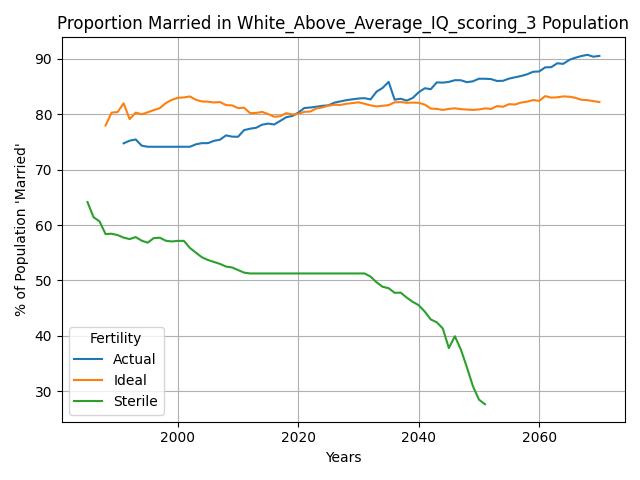 Proportion Married in White_Above_Average_IQ_scoring_3 Population
% of Population 'Married'
90
80
70
60
50
40
30
Fertility
Actual
Ideal
Sterile
2000 2020 2040 2060
Years